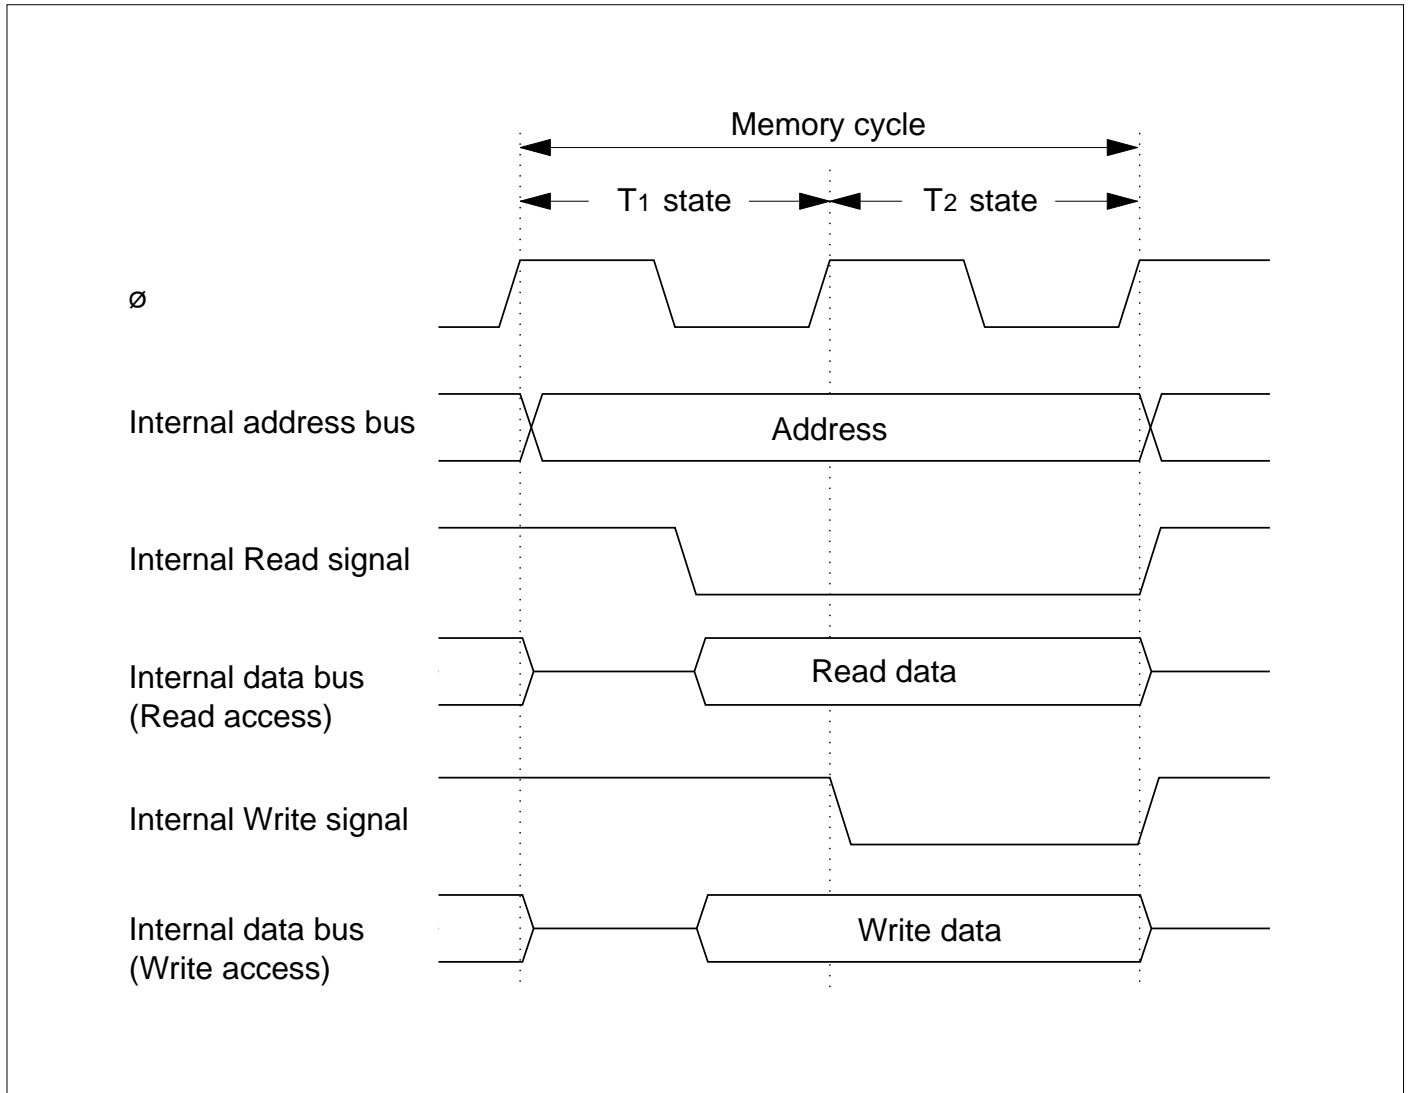 Memory cycle
T1 state
T2 state
ø
Internal address bus
Address
Internal Read signal
Internal data bus
(Read access)
Read data
Internal Write signal
Internal data bus
(Write access)
Write data